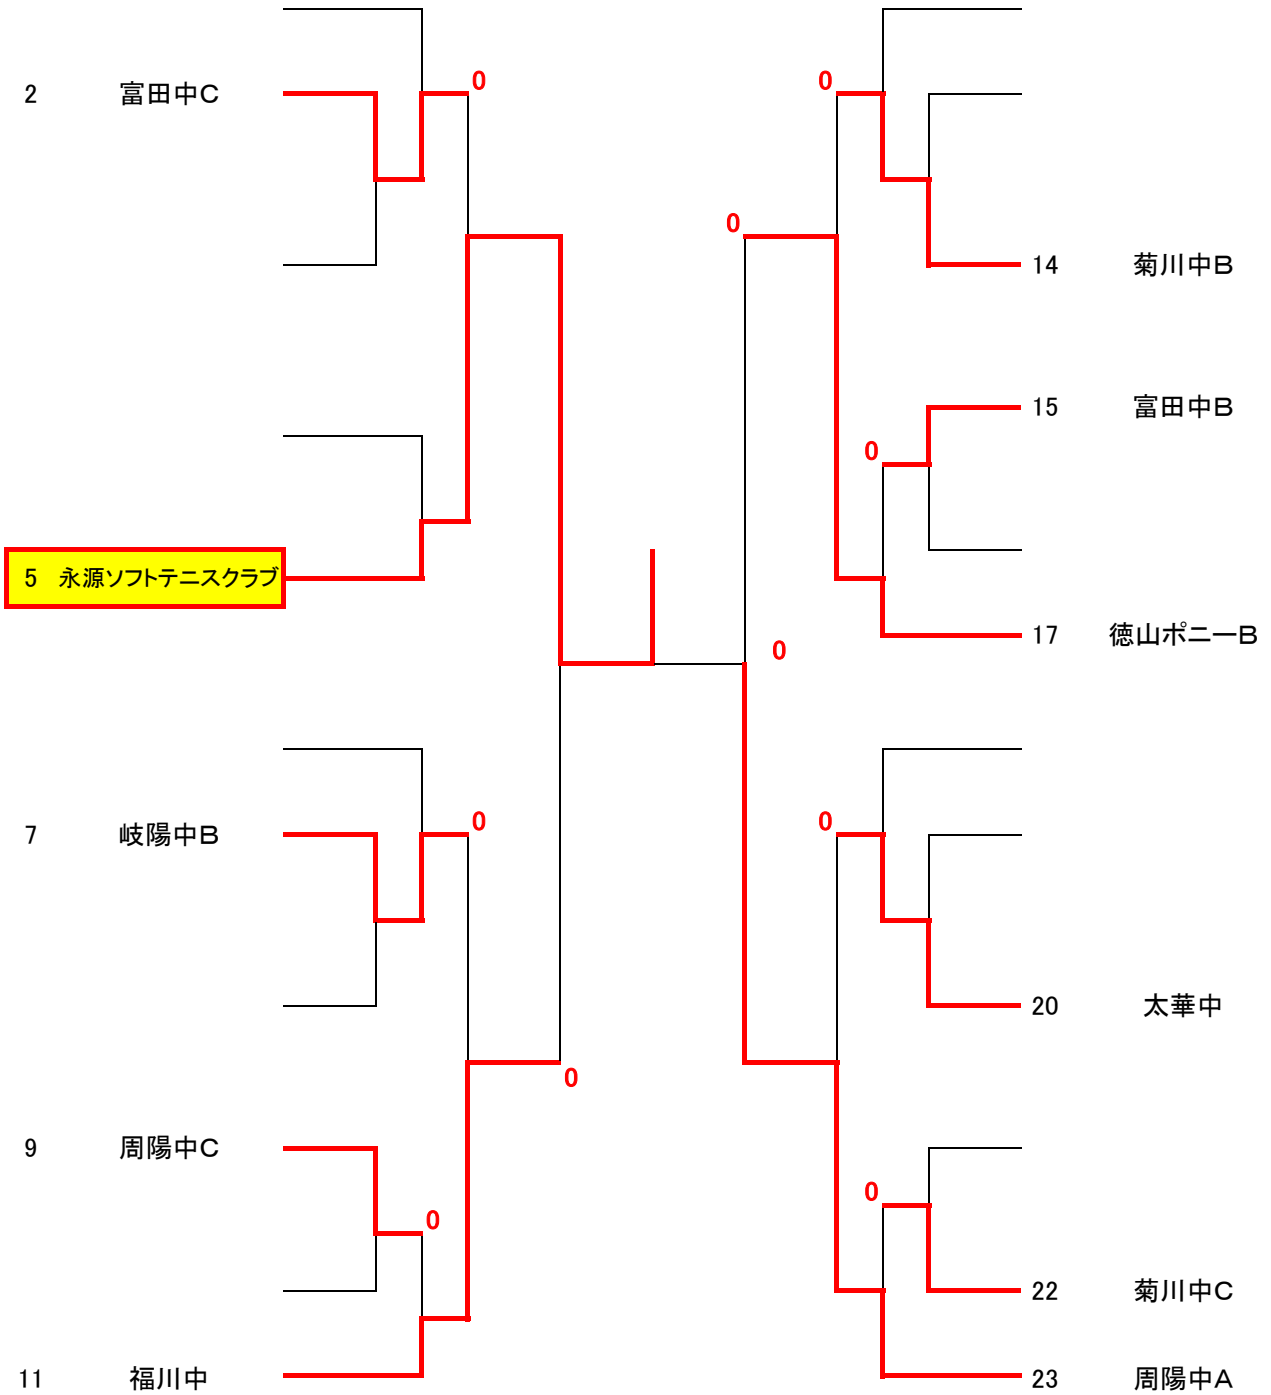 0
2 富田中C
0
5 永源ソフトテニスクラブ
0
7 岐陽中B
0
9 周陽中C
0
11 福川中
0
0
14 菊川中B
15 富田中B
0
17 徳山ポニーB
0
0
20 太華中
0
22 菊川中C
23 周陽中A